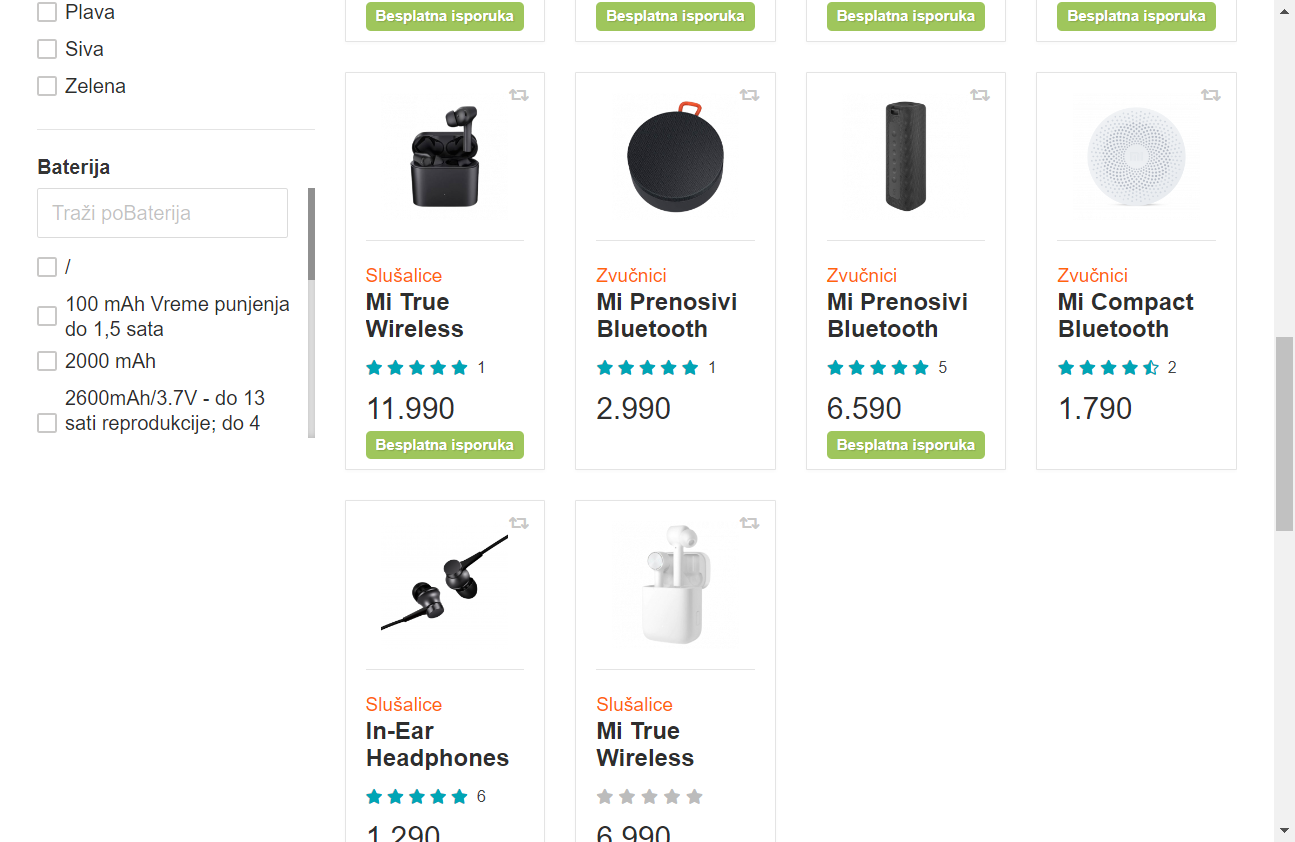 Plava
Siva
Zelena
Baterija
Traži poBaterija
/
100 mAh Vreme punjenja
do 1,5 sata
2000 mAh
2600mAh/3.7V - do 13
sati reprodukcije; do 4
Besplatna isporuka
Besplatna isporuka
Besplatna isporuka
Besplatna isporuka
Slušalice
Mi True
Wireless
1
11.990
Besplatna isporuka
Zvučnici
Mi Prenosivi
Bluetooth
1
2.990
Zvučnici
Mi Prenosivi
Bluetooth
5
6.590
Besplatna isporuka
Zvučnici
Mi Compact
Bluetooth
2
1.790
Slušalice
In-Ear
Headphones
6
1.290
Slušalice
Mi True
Wireless
6.990